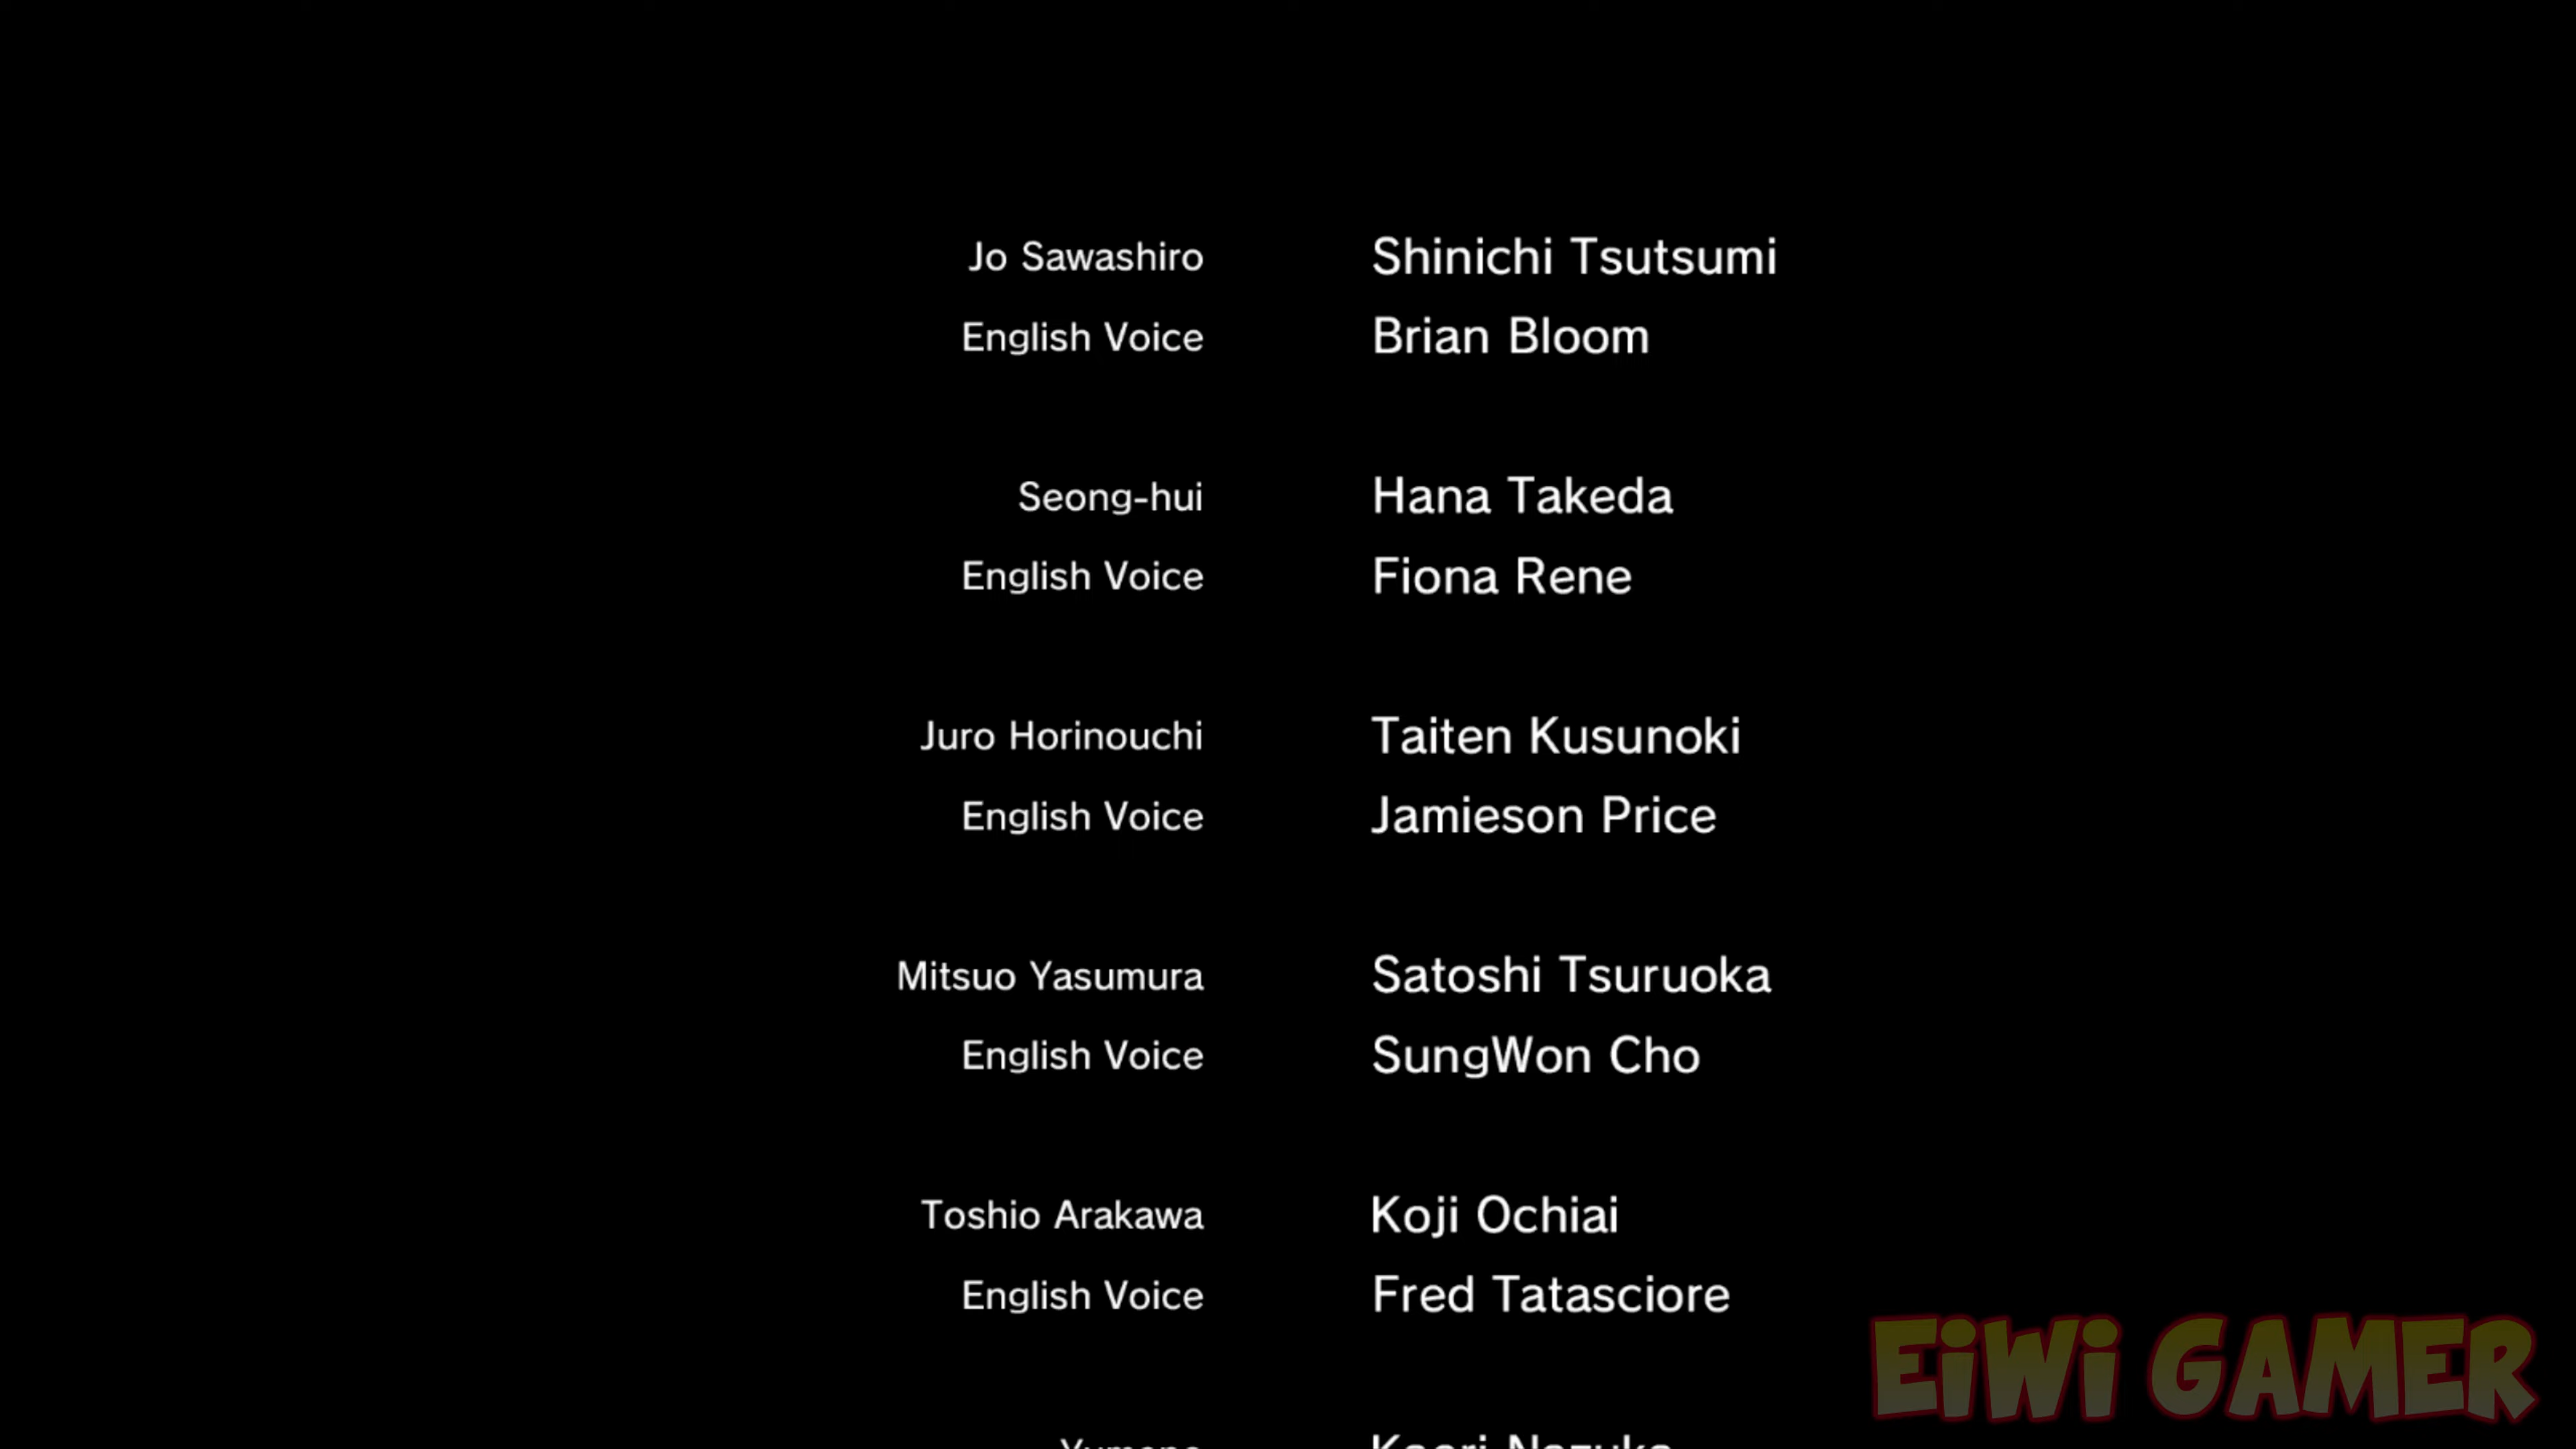 Jo Sawashiro Shinichi Tsutsumi
English Voice Brian Bloom
Seong-hui Hana Takeda
English Voice Fiona Rene
Juro Horinouchi Taiten Kusunoki
English Voice Jamieson Price
Mitsuo Yasumura Satoshi Tsuruoka
English Voice SungWon Cho
Toshio Arakawa Koji Ochiai
English Voice Fred Tatasciore
EiWi GAMER